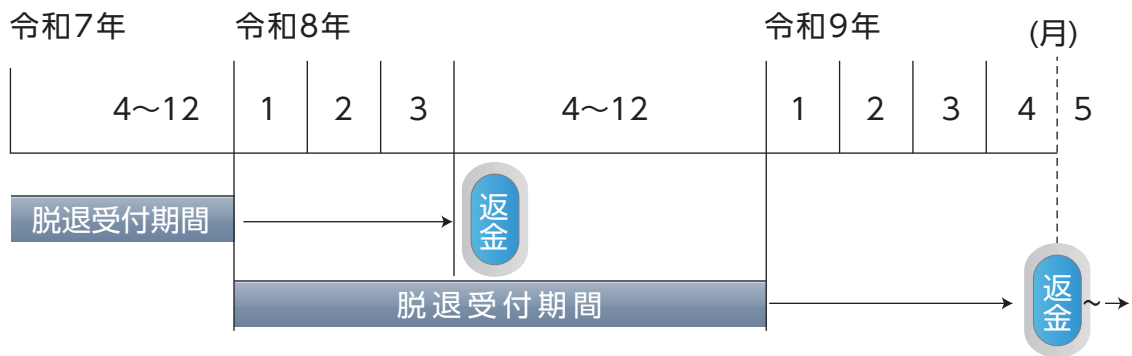 令和7年 令和8年 令和9年 (月)
4〜12 1 2 3 4〜12 1 2 3 4 5
脱退受付期間
返金
脱退受付期間
返金〜